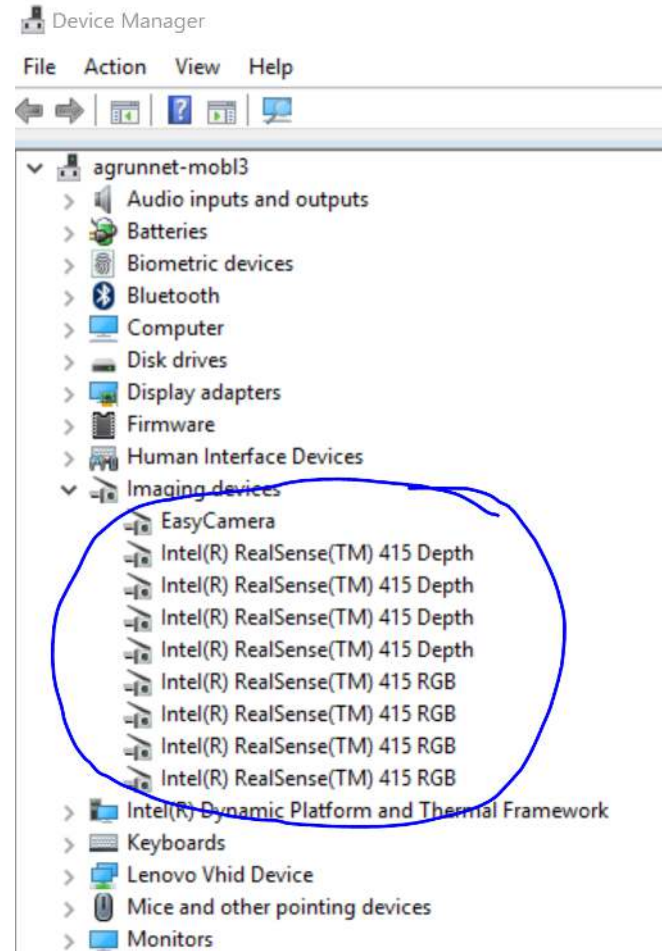 Device Manager
File Action View Help
agrunnet-mobl3
Audio inputs and outputs
Batteries
Biometric devices
Bluetooth
Computer
Disk drives
Display adapters
Firmware
Human Interface Devices
Imaging devices
EasyCamera
Intel(R) RealSense(TM) 415 Depth
Intel(R) RealSense(TM) 415 Depth
Intel(R) RealSense(TM) 415 Depth
Intel(R) RealSense(TM) 415 Depth
Intel(R) RealSense(TM) 415 RGB
Intel(R) RealSense(TM) 415 RGB
Intel(R) RealSense(TM) 415 RGB
Intel(R) RealSense(TM) 415 RGB
Intel(R) Dynamic Platform and Thermal Framework
Keyboards
Lenovo Vhid Device
Mice and other pointing devices
Monitors